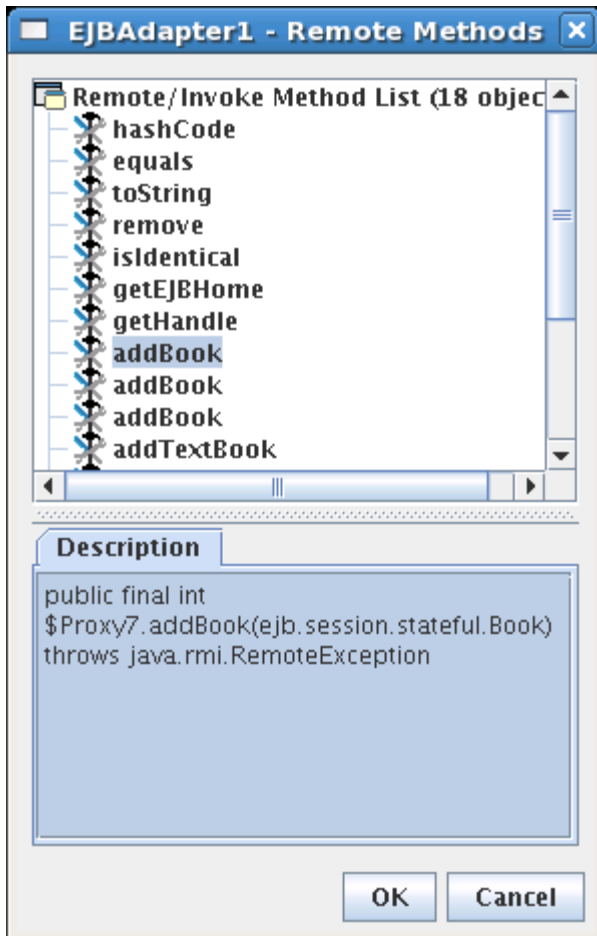 EJBAdapter1 - Remote Methods
Remote/Invoke Method List (18 objec
hashCode
equals
toString
remove
isIdentical
getEJBHome
getHandle
addBook
addBook
addBook
addTextBook
Description
public final int
$Proxy7.addBook(ejb.session.stateful.Book)
throws java.rmi.RemoteException
OK Cancel